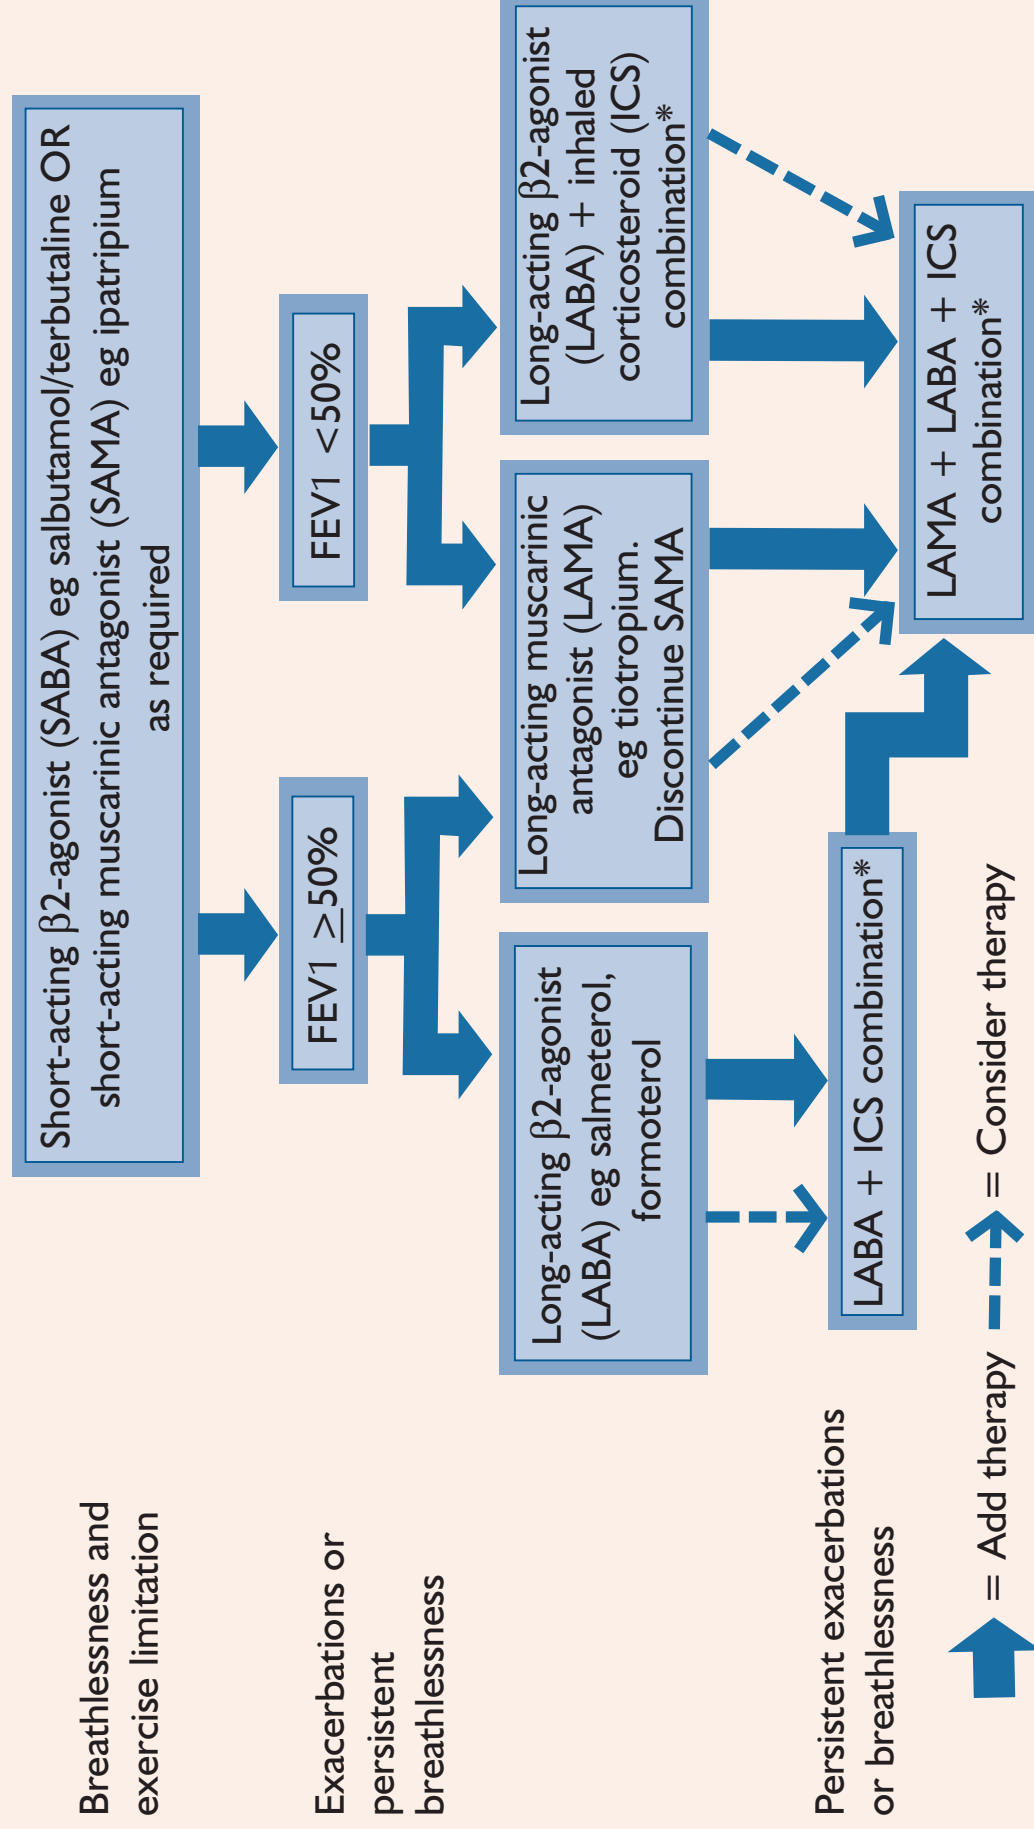 Breathlessness and
exercise limitation
Short-acting β2-agonist (SABA) eg salbutamol/terbutaline OR
short-acting muscarinic antagonist (SAMA) eg ipatripium
as required
Exacerbations or
persistent
breathlessness
FEV1 ≥50%
FEV1 <50%
Long-acting β2-agonist
(LABA) eg salmeterol,
formoterol
Long-acting muscarinic
antagonist (LAMA)
eg tiotropium.
Discontinue SAMA
Long-acting β2-agonist
(LABA) + inhaled
corticosteroid (ICS)
combination*
Persistent exacerbations
or breathlessness
LABA + ICS combination*
LAMA + LABA + ICS
combination*
= Add therapy
= Consider therapy